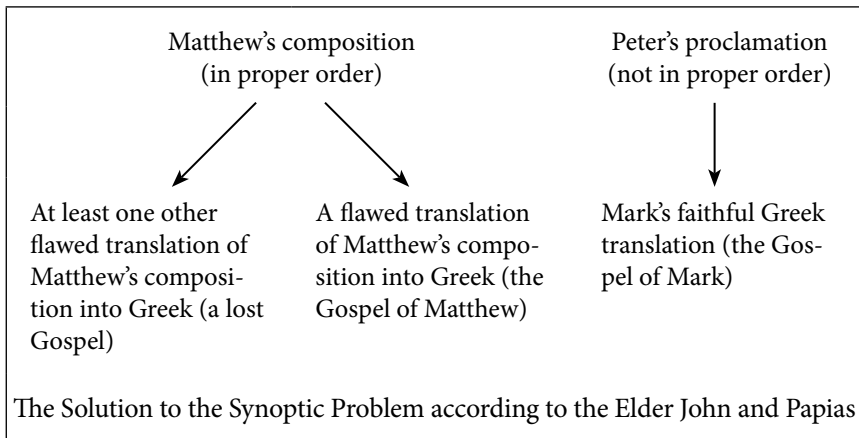 Matthew’s composition
(in proper order)
Peter’s proclamation
(not in proper order)
At least one other
flawed translation of
Matthew’s composi-
tion into Greek (a lost
Gospel)
A flawed translation
of Matthew’s compo-
sition into Greek (the
Gospel of Matthew)
Mark’s faithful Greek
translation (the Gos-
pel of Mark)
The Solution to the Synoptic Problem according to the Elder John and Papias